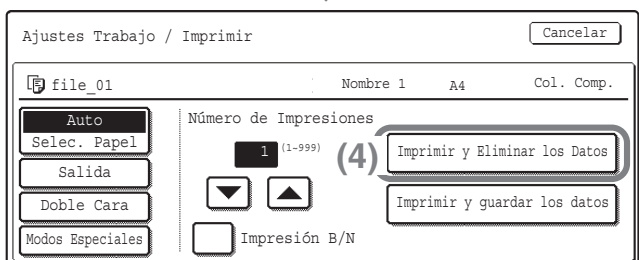 Ajustes Trabajo / Imprimir
Cancelar
file_01 Nombre 1 A4 Col. Comp.
Auto
Selec. Papel
Salida
Doble Cara
Modos Especiales
Número de Impresiones
1 (1~999)
Impresión B/N
(4) Imprimir y Eliminar los Datos
Imprimir y guardar los datos